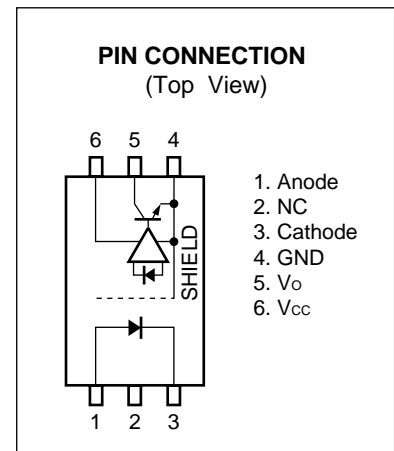 PIN CONNECTION
(Top View)
6 5 4
SHIELD
1 2 3
1. Anode
2. NC
3. Cathode
4. GND
5. Vo
6. Vcc